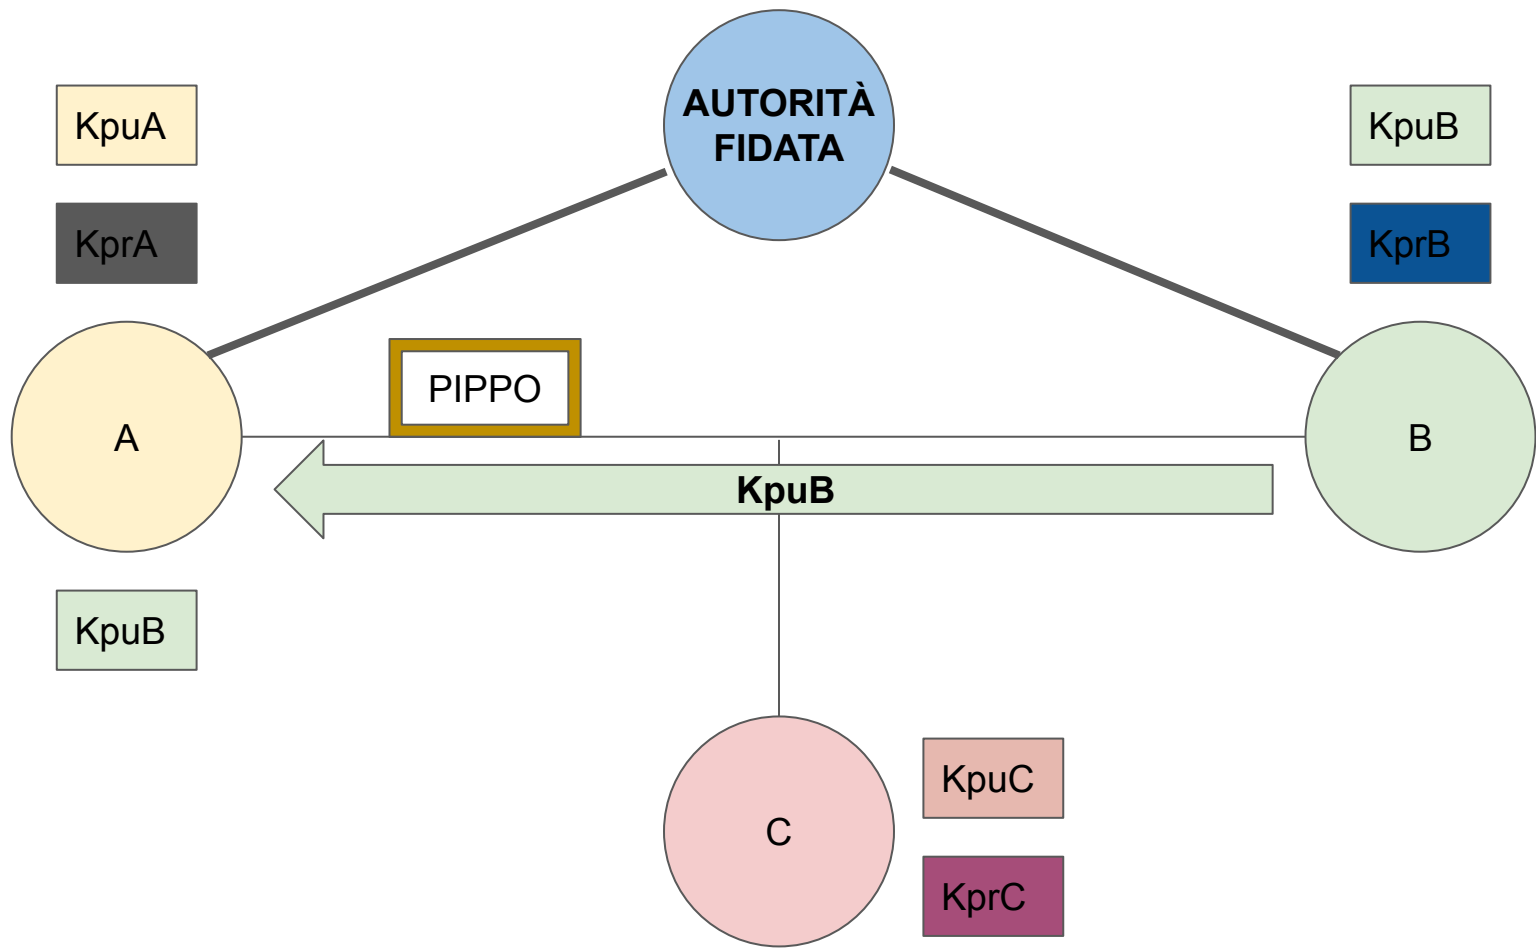 AUTORITÀ
FIDATA
KpuA
KprA
KpuB
KprB
PIPPO
A
B
KpuB
KpuB
C
KpuC
KprC